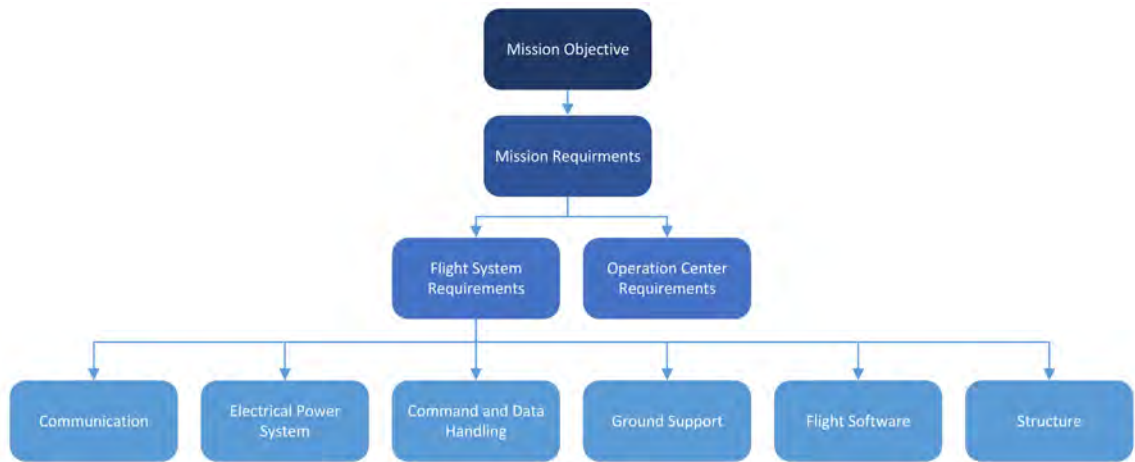 Mission Objective
Mission Requirments
Flight System
Requirements
Operation Center
Requirements
Communication
Electrical Power
System
Command and Data
Handling
Ground Support
Flight Software
Structure